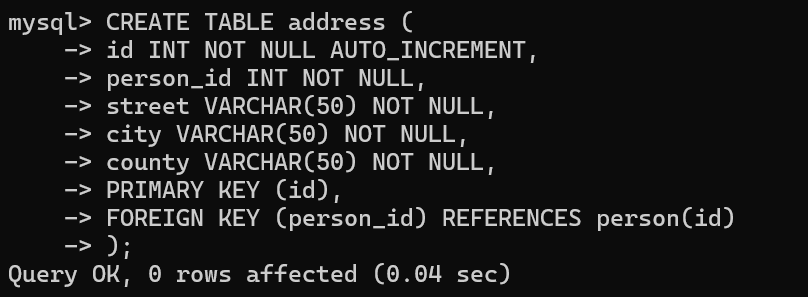 mysql> CREATE TABLE address (
    -> id INT NOT NULL AUTO_INCREMENT,
    -> person_id INT NOT NULL,
    -> street VARCHAR(50) NOT NULL,
    -> city VARCHAR(50) NOT NULL,
    -> county VARCHAR(50) NOT NULL,
    -> PRIMARY KEY (id),
    -> FOREIGN KEY (person_id) REFERENCES person(id)
    -> );
Query OK, 0 rows affected (0.04 sec)